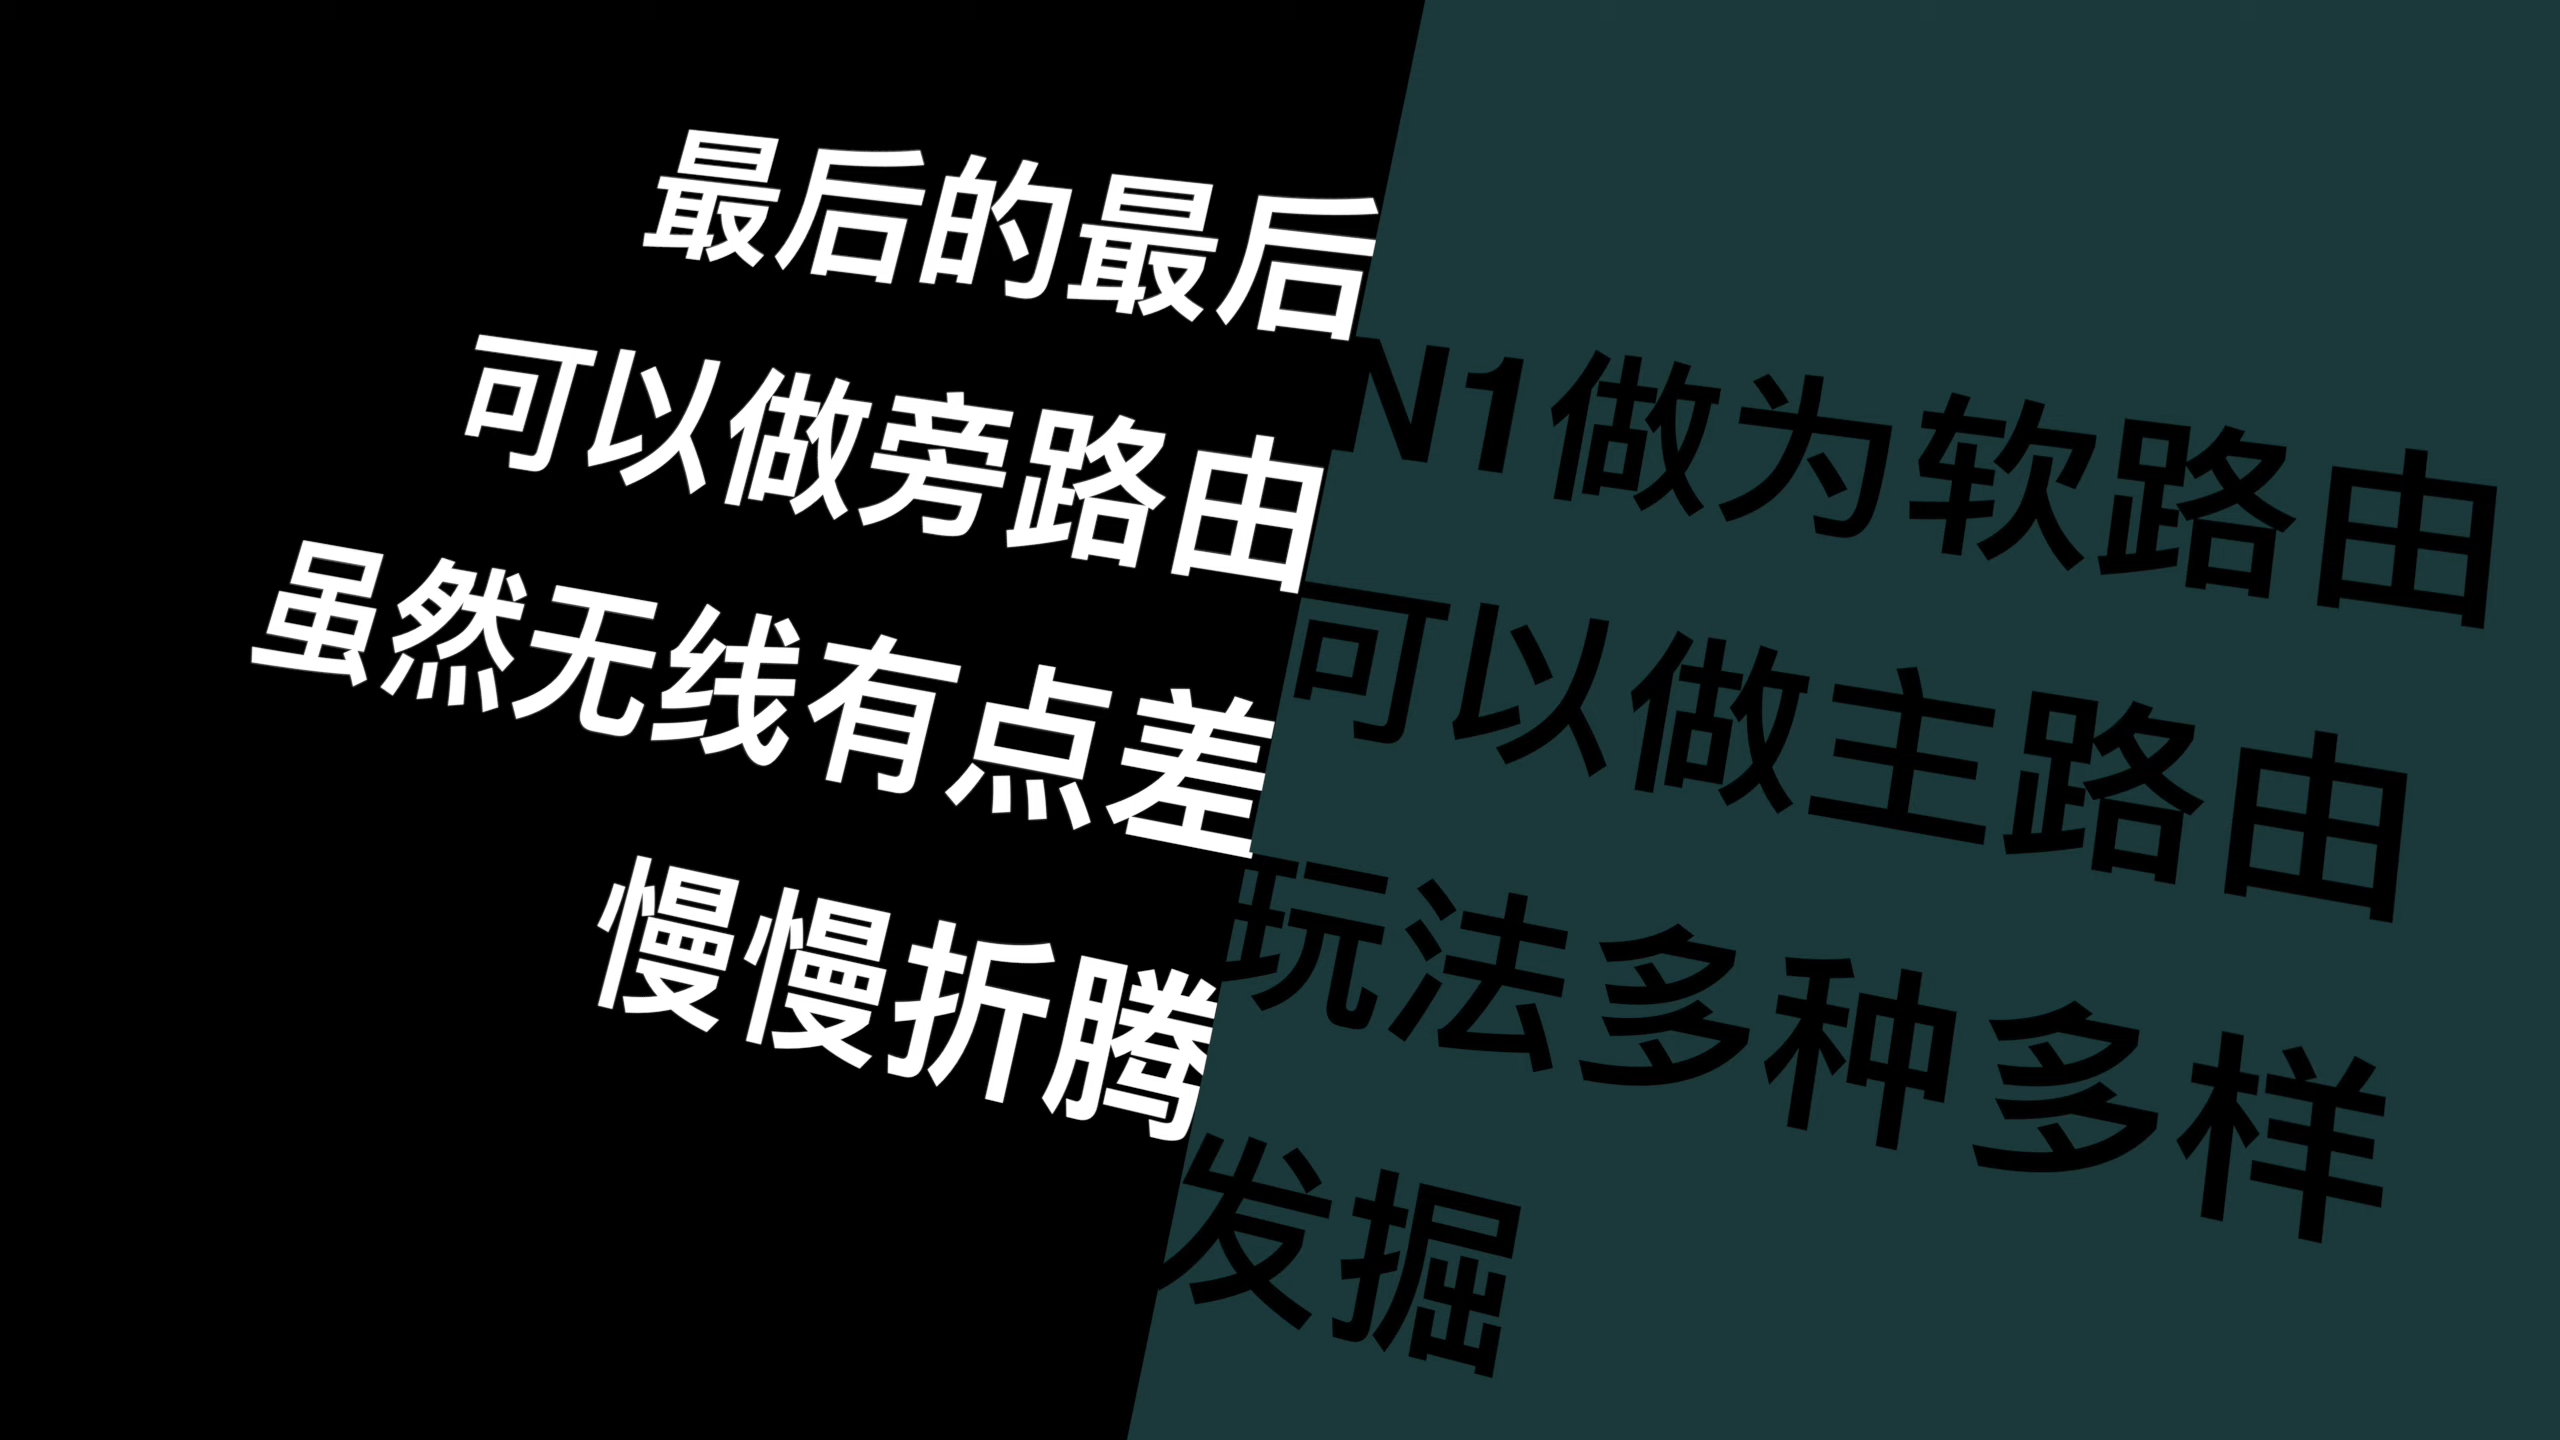 最后的最后
N1做为软路由
可以做旁路由
可以做主路由
虽然无线有点差
玩法多种多样
慢慢折腾
发掘